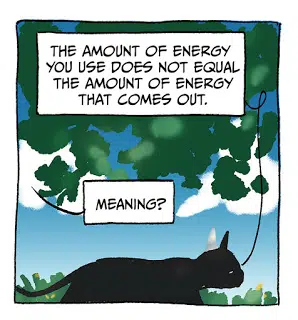 THE AMOUNT OF ENERGY
YOU USE DOES NOT EQUAL
THE AMOUNT OF ENERGY
THAT COMES OUT.
MEANING?